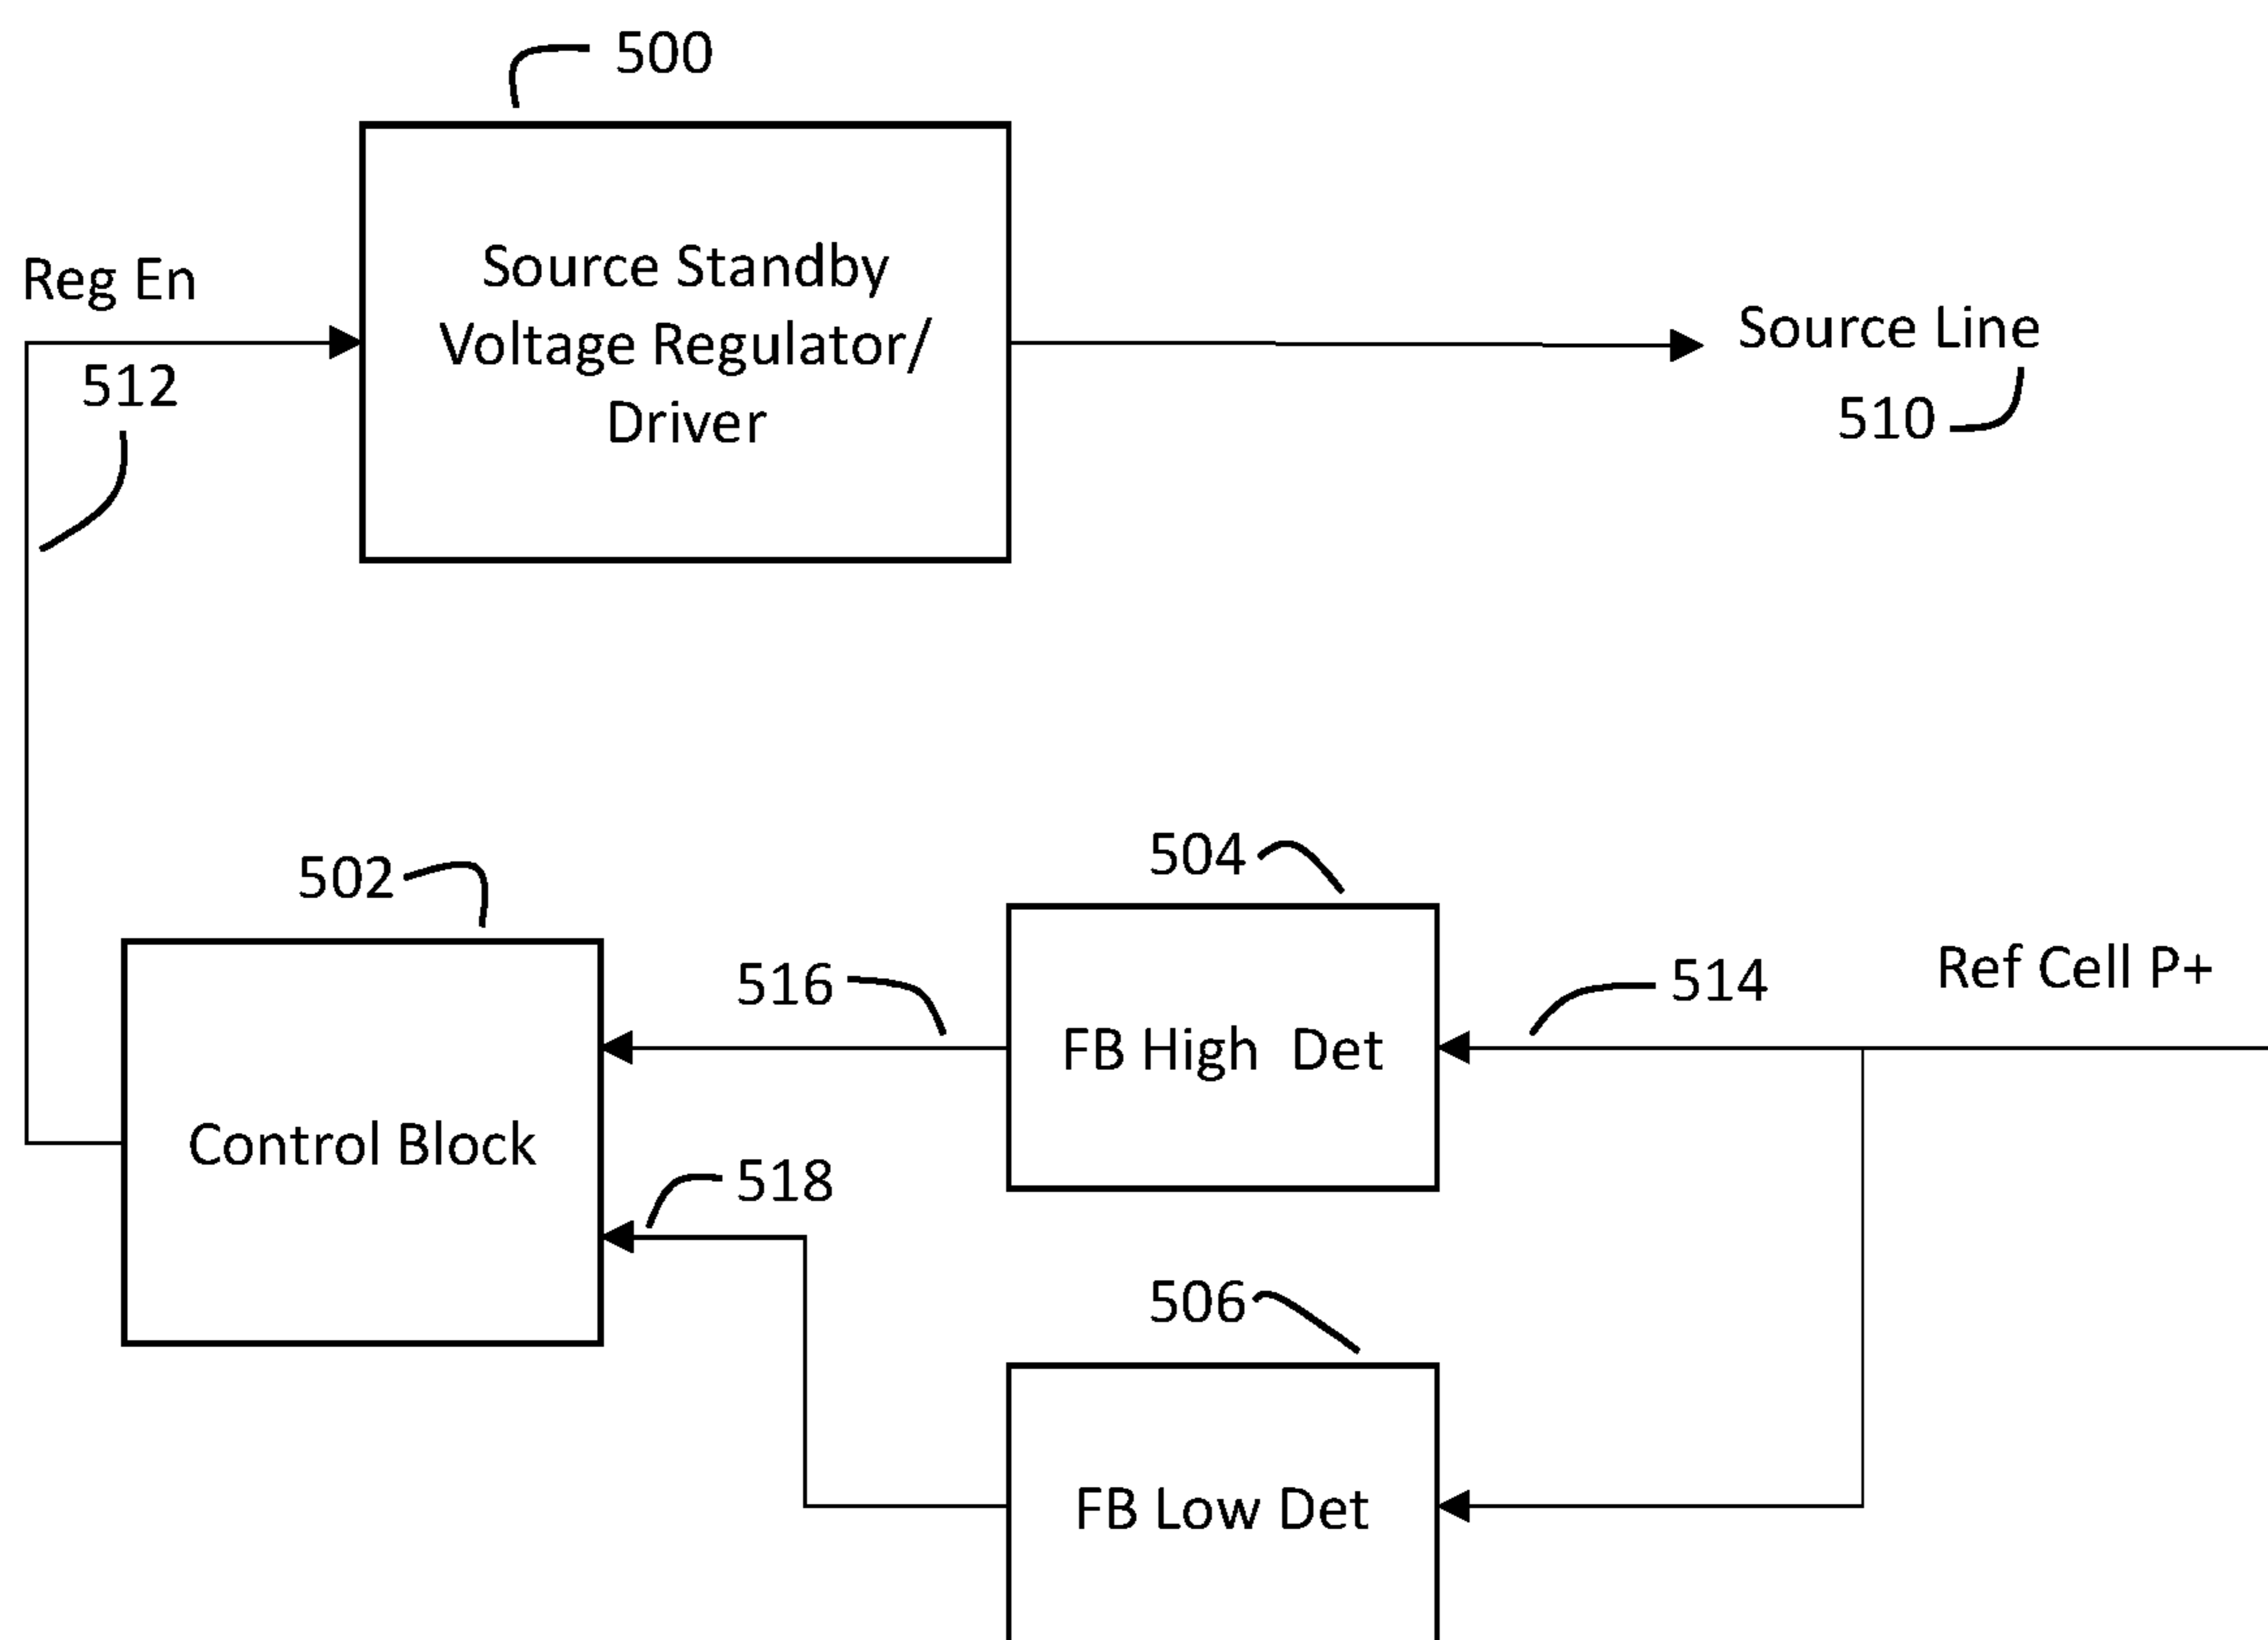 500
Source Standby
Voltage Regulator/
Driver
Reg En
512
Source Line
510
502
504
516
514
Ref Cell P+
FB High  Det
Control Block
518
506
FB Low Det